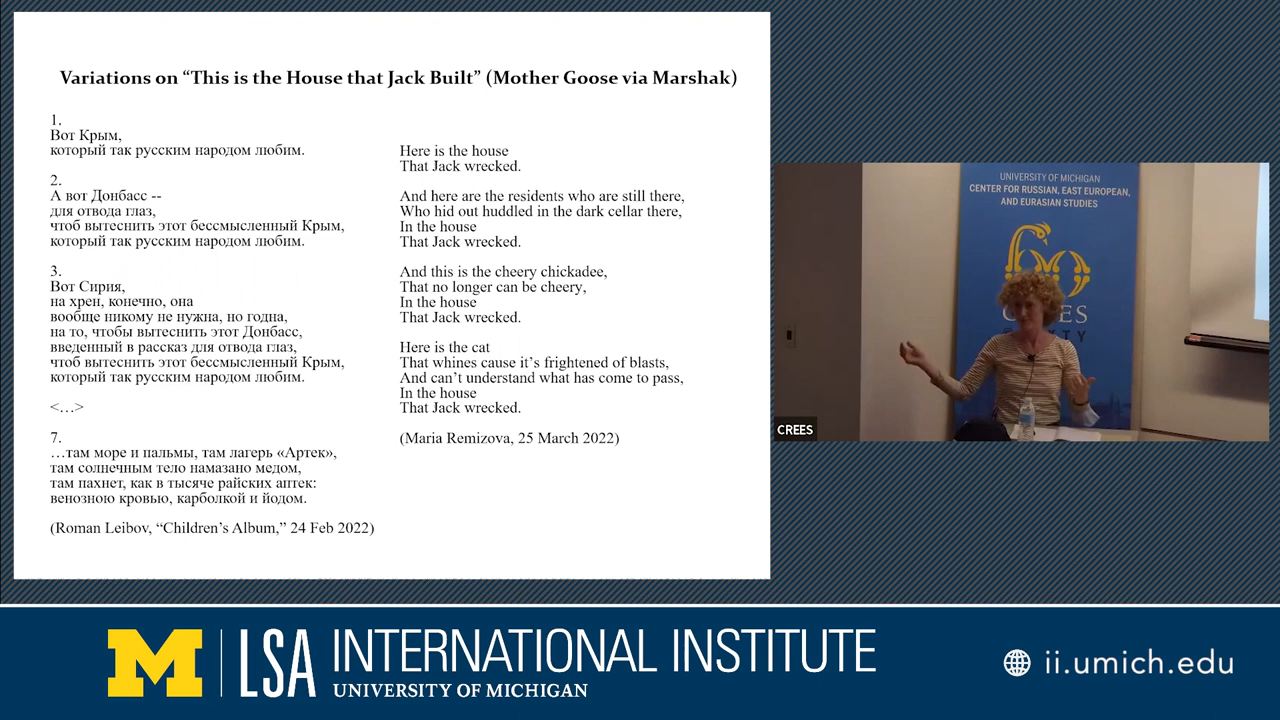 Variations on “This is the House that Jack Built” (Mother Goose via Marshak)
1.
Вот Крым,
который так русским народом любим.
2.
А вот Донбасс --
для отвода глаз,
чтоб вытеснить этот бессмысленный Крым,
который так русским народом любим.
3.
Вот Сирия,
на хрен, конечно, она
вообще никому не нужна, но годна,
на то, чтобы вытеснить этот Донбасс,
введенный в рассказ для отвода глаз,
чтоб вытеснить этот бессмысленный Крым,
который так русским народом любим.
<...>
7.
…там море и пальмы, там лагерь «Артек»,
там солнечным тело намазано медом,
там пахнет, как в тысяче райских аптек:
венозною кровью, карболкой и йодом.
(Roman Leibov, “Children’s Album,” 24 Feb 2022)
Here is the house
That Jack wrecked.
And here are the residents who are still there,
Who hid out huddled in the dark cellar there,
In the house
That Jack wrecked.
And this is the cheery chickadee,
That no longer can be cheery,
In the house
That Jack wrecked.
Here is the cat
That whines cause it’s frightened of blasts,
And can’t understand what has come to pass,
In the house
That Jack wrecked.
(Maria Remizova, 25 March 2022)
UNIVERSITY OF MICHIGAN
CENTER FOR RUSSIAN, EAST EUROPEAN,
AND EURASIAN STUDIES
60
CREES
CREES
M LSA INTERNATIONAL INSTITUTE
UNIVERSITY OF MICHIGAN
ii.umich.edu